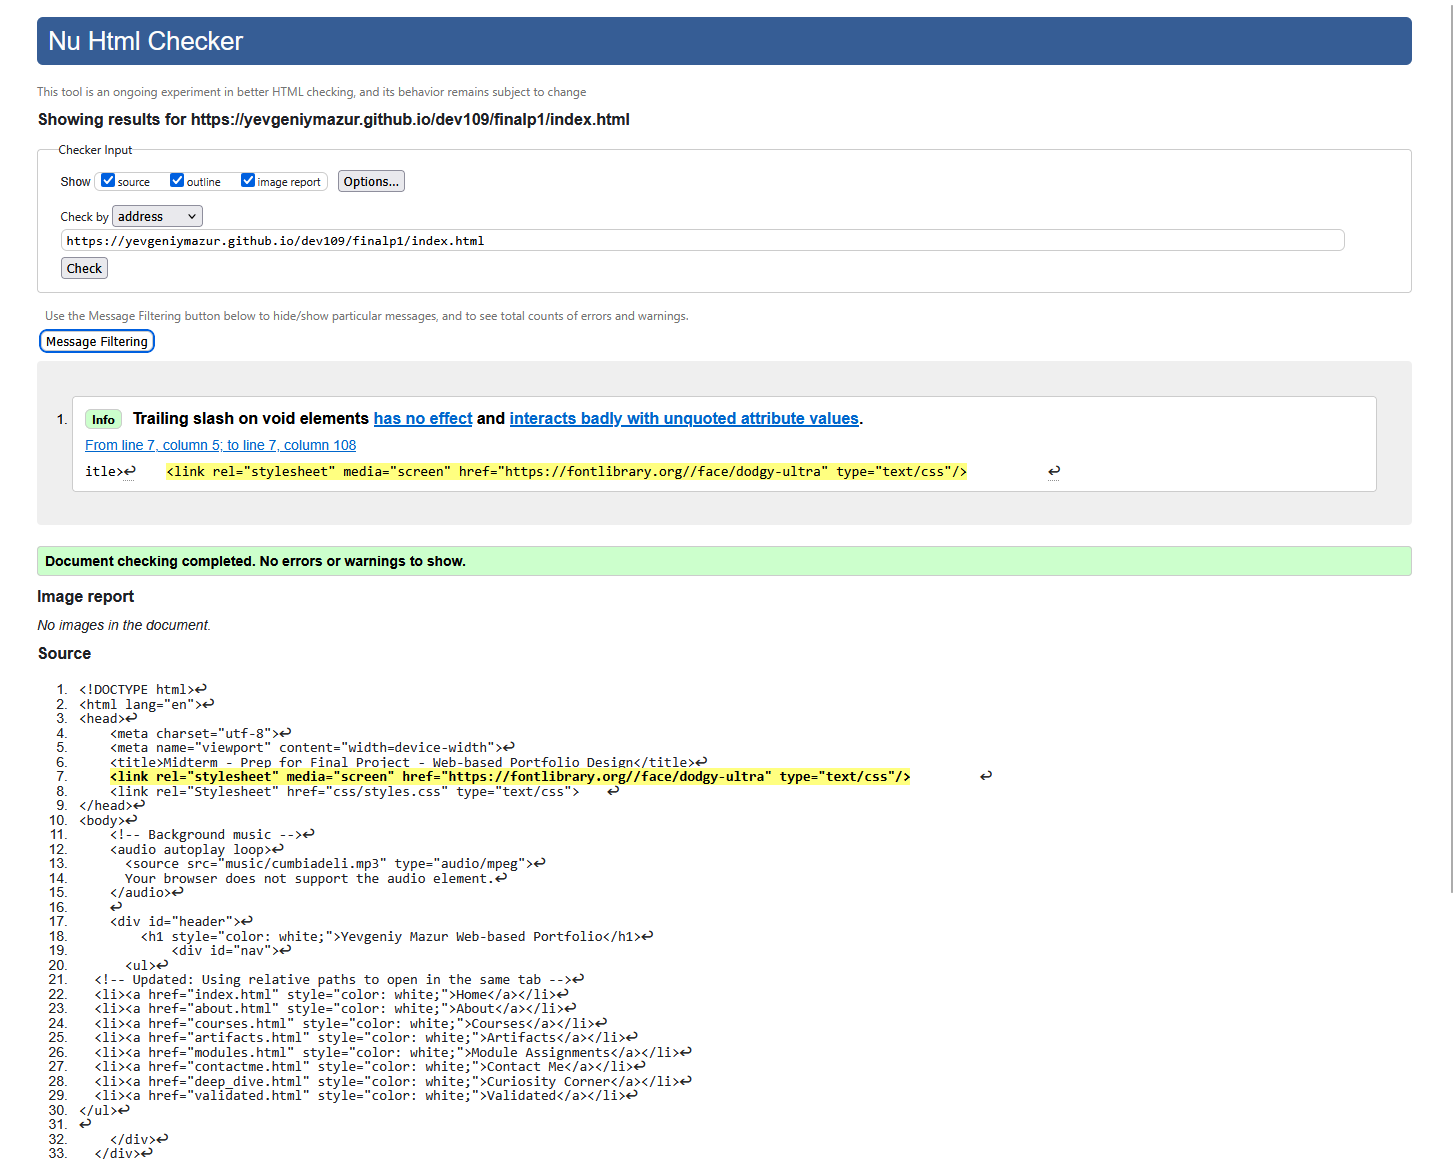 Nu Html Checker
This tool is an ongoing experiment in better HTML checking, and its behavior remains subject to change
Showing results for https://yevgeniymazur.github.io/dev109/finalp1/index.html
Checker Input
Show source outline image report Options...
Check by address
https://yevgeniymazur.github.io/dev109/finalp1/index.html
Check
Use the Message Filtering button below to hide/show particular messages, and to see total counts of errors and warnings.
Message Filtering
1. Info Trailing slash on void elements has no effect and interacts badly with unquoted attribute values.
From line 7, column 5; to line 7, column 108
itle>↩ <link rel="stylesheet" media="screen" href="https://fontlibrary.org//face/dodgy-ultra" type="text/css"/> ↩
Document checking completed. No errors or warnings to show.
Image report
No images in the document.
Source
1. <!DOCTYPE html>↩
2. <html lang="en">↩
3. <head>↩
4. <meta charset="utf-8">↩
5. <meta name="viewport" content="width=device-width">↩
6. <title>Midterm - Prep for Final Project - Web-based Portfolio Design</title>↩
7. <link rel="stylesheet" media="screen" href="https://fontlibrary.org//face/dodgy-ultra" type="text/css"/> ↩
8. <link rel="Stylesheet" href="css/styles.css" type="text/css"> ↩
9. </head>↩
10. <body>↩
11. <!-- Background music -->↩
12. <audio autoplay loop>↩
13. <source src="music/cumbiadeli.mp3" type="audio/mpeg">↩
14. Your browser does not support the audio element.↩
15. </audio>↩
16. ↩
17. <div id="header">↩
18. <h1 style="color: white;">Yevgeniy Mazur Web-based Portfolio</h1>↩
19. <div id="nav">↩
20. <ul>↩
21. <!-- Updated: Using relative paths to open in the same tab -->↩
22. <li><a href="index.html" style="color: white;">Home</a></li>↩
23. <li><a href="about.html" style="color: white;">About</a></li>↩
24. <li><a href="courses.html" style="color: white;">Courses</a></li>↩
25. <li><a href="artifacts.html" style="color: white;">Artifacts</a></li>↩
26. <li><a href="modules.html" style="color: white;">Module Assignments</a></li>↩
27. <li><a href="contactme.html" style="color: white;">Contact Me</a></li>↩
28. <li><a href="deep_dive.html" style="color: white;">Curiosity Corner</a></li>↩
29. <li><a href="validated.html" style="color: white;">Validated</a></li>↩
30. </ul>↩
31. ↩
32. </div>↩
33. </div>↩